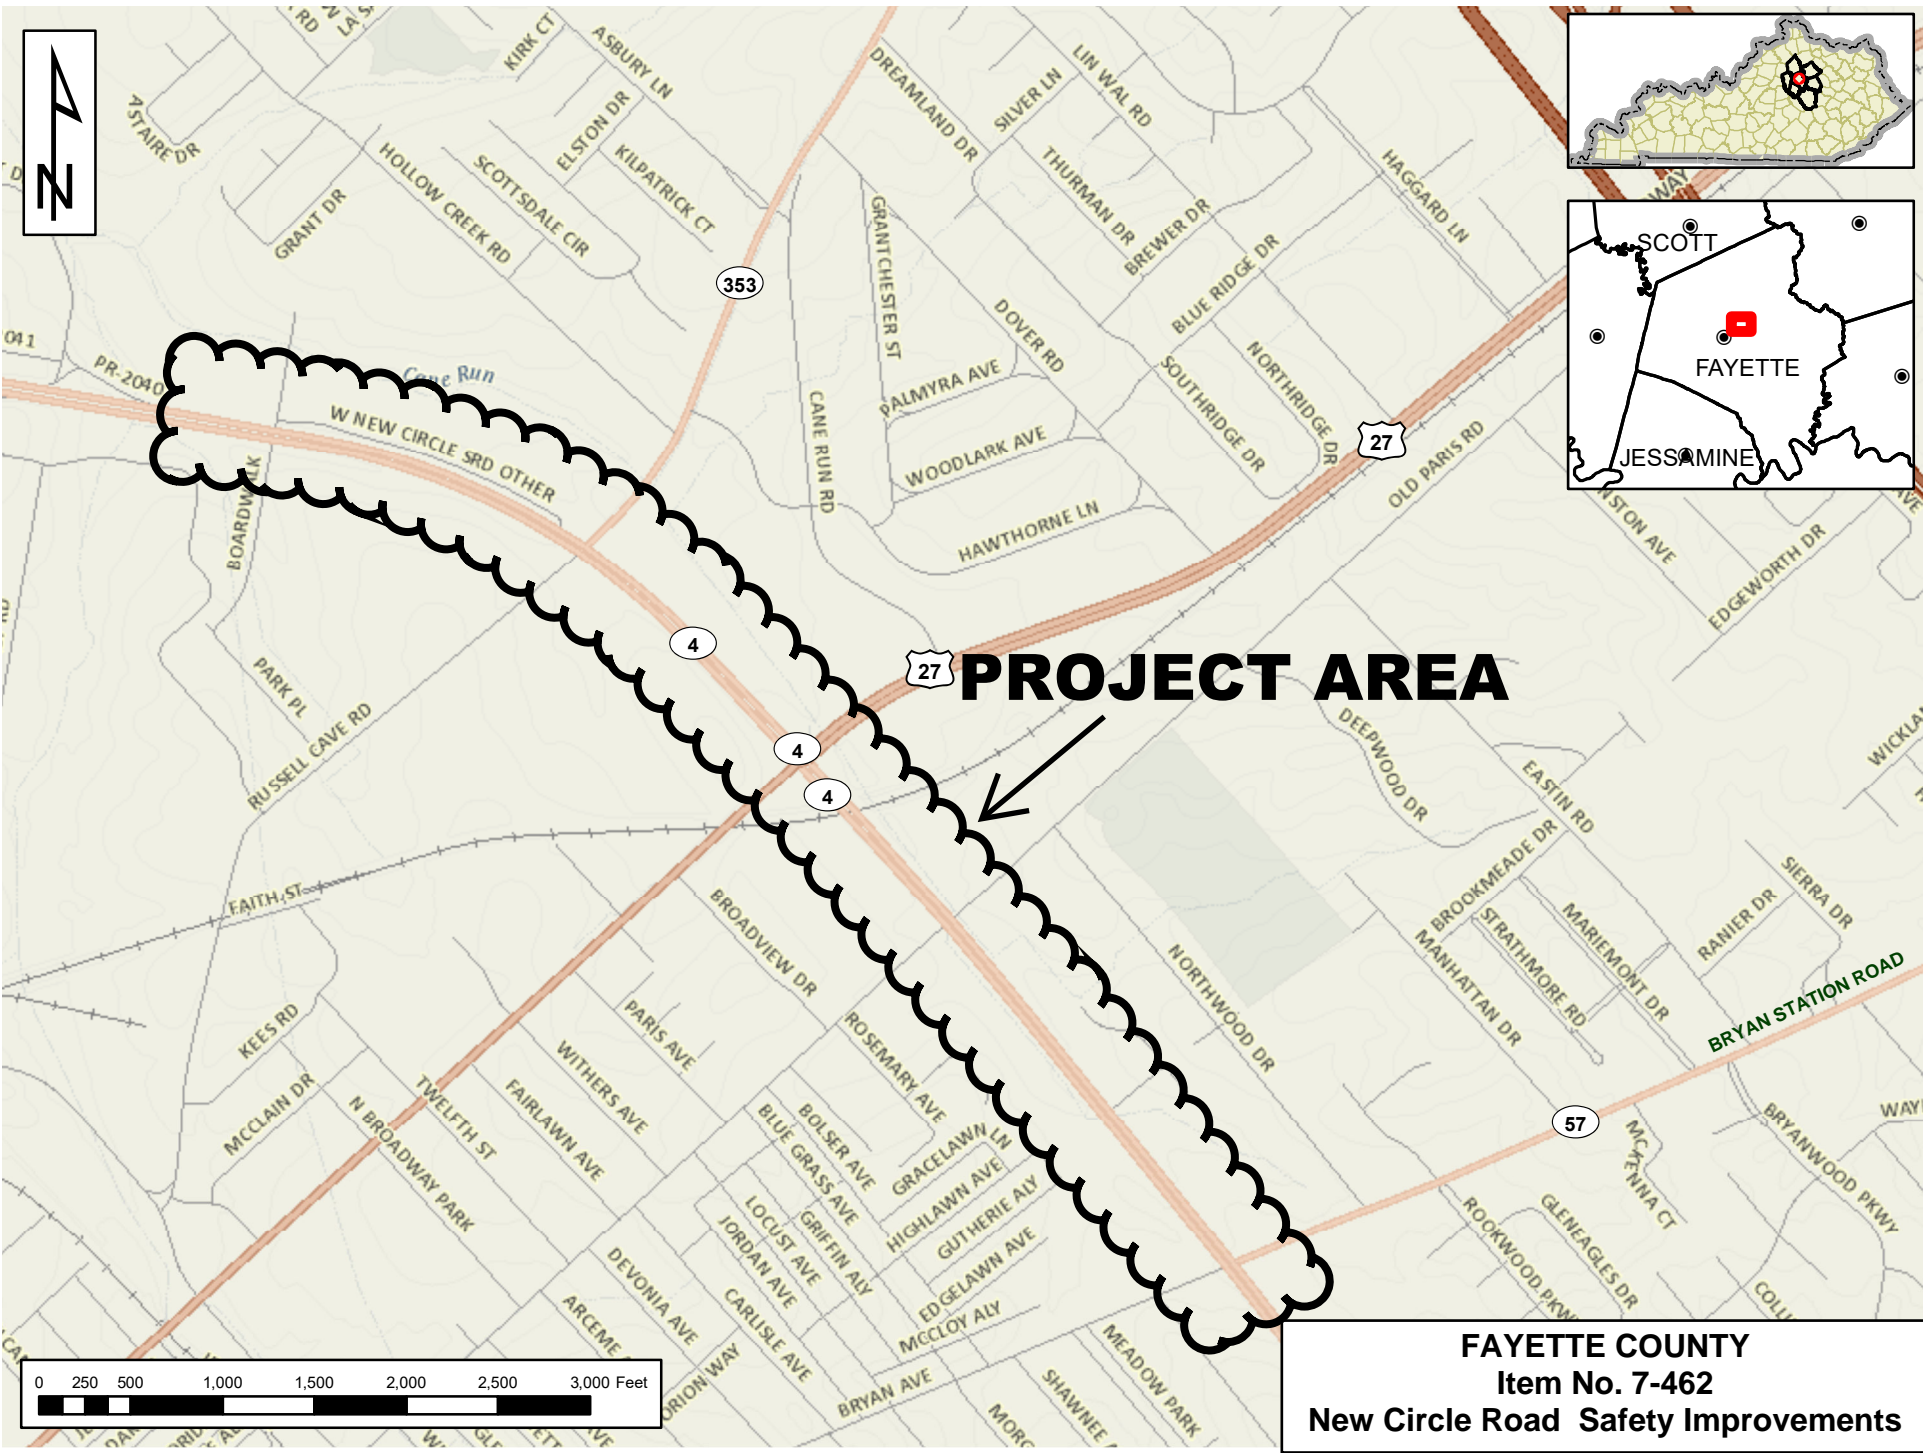 KIRK CT
ASBURY LN
DREAMLAND DR
LIN WAL RD
SILVER LN
ASTAIRE DR
ELSTON DR
HOLLOW CREEK RD
SCOTTSDALE CIR
KILPATRICK CT
THURMAN DR
HAGGARD LN
GRANT DR
GRANTCHESTER ST
BREWER DR
BLUE RIDGE DR
N
353
SCOTT
FAYETTE
JESSAMINE
DOVER RD
041
PR-2040
Cane Run
W NEW CIRCLE SRD OTHER
CANE RUN RD
PALMYRA AVE
WOODLARK AVE
HAWTHORNE LN
SOUTHRIDGE DR
NORTHRIDGE DR
27
OLD PARIS RD
EDGEWORTH DR
BOARDWALK
4
27
PROJECT AREA
PARK PL
RUSSELL CAVE RD
4
4
DEEPWOOD DR
EASTIN RD
BROOKMEADE DR
SIERRA DR
RANIER DR
MARIEMONT DR
STRATHMORE RD
MANHATTAN DR
FAITH ST
BROADVIEW DR
NORTHWOOD DR
BRYAN STATION ROAD
KEES RD
PARIS AVE
ROSEMARY AVE
WITHERS AVE
MCCLAIN DR
TWELFTH ST
FAIRLAWN AVE
N BROADWAY PARK
BOLSER AVE
BLUE GRASS AVE
GRACELAWN LN
HIGHLAWN AVE
GUTHERIE ALY
57
MCKENNA CT
BRYANWOOD PKWY
LOCUST AVE
GRIFFIN ALY
JORDAN AVE
EDGELAWN AVE
MCCLOY ALY
ROOKWOOD PKW
GLENEAGLES DR
DEVONIA AVE
CARLISLE AVE
BRYAN AVE
MEADOW PARK
0 250 500 1,000 1,500 2,000 2,500 3,000 Feet
FAYETTE COUNTY
Item No. 7-462
New Circle Road Safety Improvements